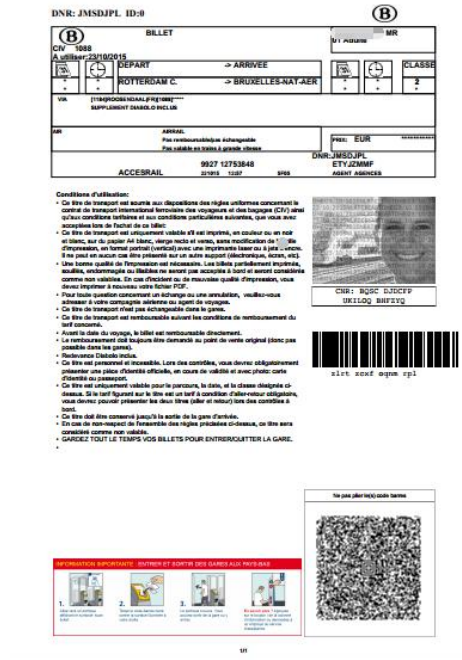 DNR: JMSDJPL ID:0
B
B
BILLET
MR
CIV 1088
A utiliser:23/10/2015
DEPART -> ARRIVEE
CLASSE
ROTTERDAM C. -> BRUXELLES-NAT-AER
2
* * * *
VIA [1184]ROOSENDAAL(FR)[1088]*****
SUPPLEMENT DIABOLO INCLUS
AIR AIRRAIL
Pas remboursable/pas échangeable
Pas valable en trains à grande vitesse
PRIX: EUR ************
DNR:JMSDJPL
9927 12753848 ETYJZMMF
ACCESRAIL 221015 12:37 SF05 AGENT AGENCES
Conditions d'utilisation:
• Ce titre de transport est soumis aux dispositions des règles uniformes concernant le
contrat de transport international ferroviaire des voyageurs et des bagages (CIV) ainsi
qu'aux conditions tarifaires et aux conditions particulières suivantes, que vous avez
acceptées lors de l'achat de ce billet:
• Ce titre de transport est uniquement valable s'il est imprimé, en couleur ou en noir
et blanc, sur du papier A4 blanc, vierge recto et verso, sans modification de
d'impression, en format portrait (vertical) avec une imprimante laser ou à jets
Il ne peut en aucun cas être présenté sur un autre support (électronique, écran, etc).
• Une bonne qualité de l'impression est nécessaire. Les billets partiellement imprimés,
souillés, endommagés ou illisibles ne seront pas acceptés à bord et seront considérés
comme non valables. En cas d'incident ou de mauvaise qualité d'impression, vous
devez imprimer à nouveau votre fichier PDF.
• Pour toute question concernant un échange ou une annulation, veuillez-vous
adresser à votre compagnie aérienne ou agent de voyages.
• Ce titre de transport n'est pas échangeable dans les gares.
• Ce titre de transport est remboursable suivant les conditions de remboursement du
tarif concerné.
• Avant la date du voyage, le billet est remboursable directement.
• Le remboursement doit toujours être demandé au point de vente original (donc pas
possible dans les gares).
• Redevance Diabolo inclus.
• Ce titre est personnel et incessible. Lors des contrôles, vous devrez obligatoirement
présenter une pièce d'identité officielle, en cours de validité et avec photo: carte
d'identité ou passeport.
• Ce titre est uniquement valable pour le parcours, la date, et la classe désignés ci-
dessus. Si le tarif figurant sur le titre est un tarif à condition d'aller-retour obligatoire,
vous devrez pouvoir présenter les deux titres (aller et retour) lors des contrôles à
bord.
• Ce titre doit être conservé jusqu'à la sortie de la gare d'arrivée.
• En cas de non-respect de l'ensemble des règles précisées ci-dessus, ce titre sera
considéré comme non valable.
• GARDEZ TOUT LE TEMPS VOS BILLETS POUR ENTRER/QUITTER LA GARE.
•
CNR: BQSC DJDCFP
UKILDQ BHFZYQ
zlrt zcxf sqnm rpl
Ne pas plier le(s) code barres
INFORMATION IMPORTANTE : ENTRER ET SORTIR DES GARES AUX PAYS-BAS
1.
2.
3.
1/1